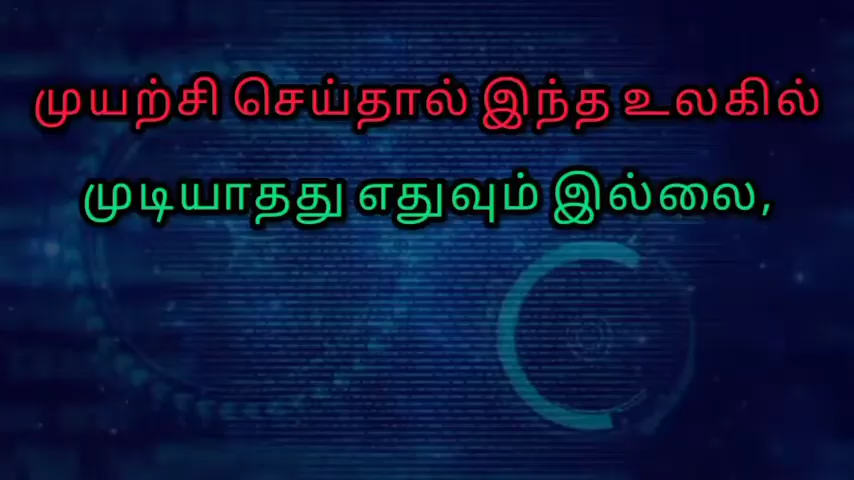 முயற்சி செய்தால் இந்த உலகில்
முடியாதது எதுவும் இல்லை,